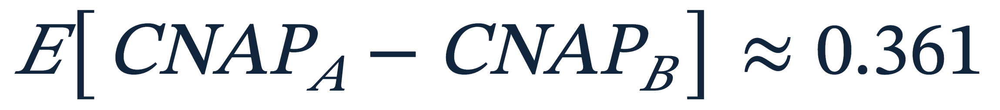 E[CNAP_A − CNAP_B] ≈ 0.361